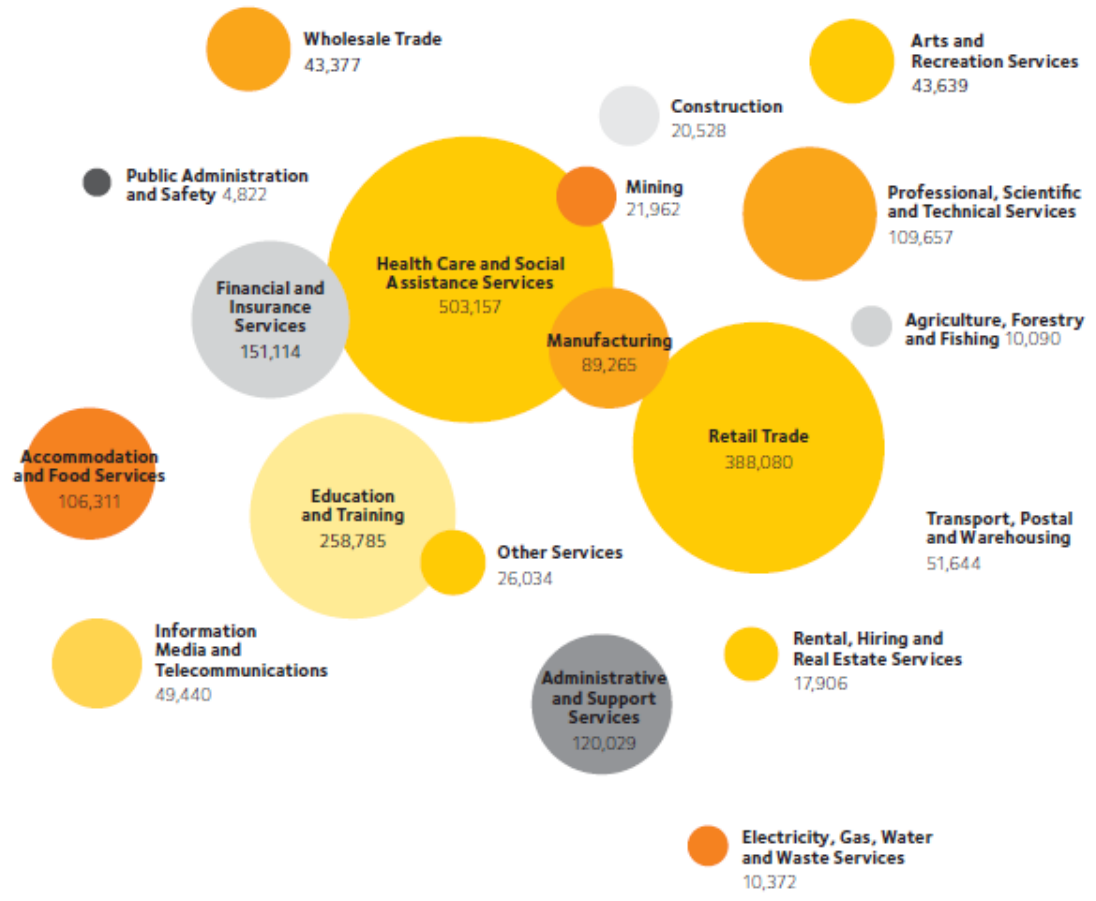 Wholesale Trade
43,377
Arts and
Recreation Services
43,639
Construction
20,528
Public Administration
and Safety 4,822
Mining
21,962
Professional, Scientific
and Technical Services
109,657
Health Care and Social
Assistance Services
503,157
Financial and
Insurance
Services
151,114
Manufacturing
89,265
Agriculture, Forestry
and Fishing 10,090
Retail Trade
388,080
Accommodation
and Food Services
106,311
Education
and Training
258,785
Transport, Postal
and Warehousing
51,644
Other Services
26,034
Information
Media and
Telecommunications
49,440
Rental, Hiring and
Real Estate Services
17,906
Administrative
and Support
Services
120,029
Electricity, Gas, Water
and Waste Services
10,372